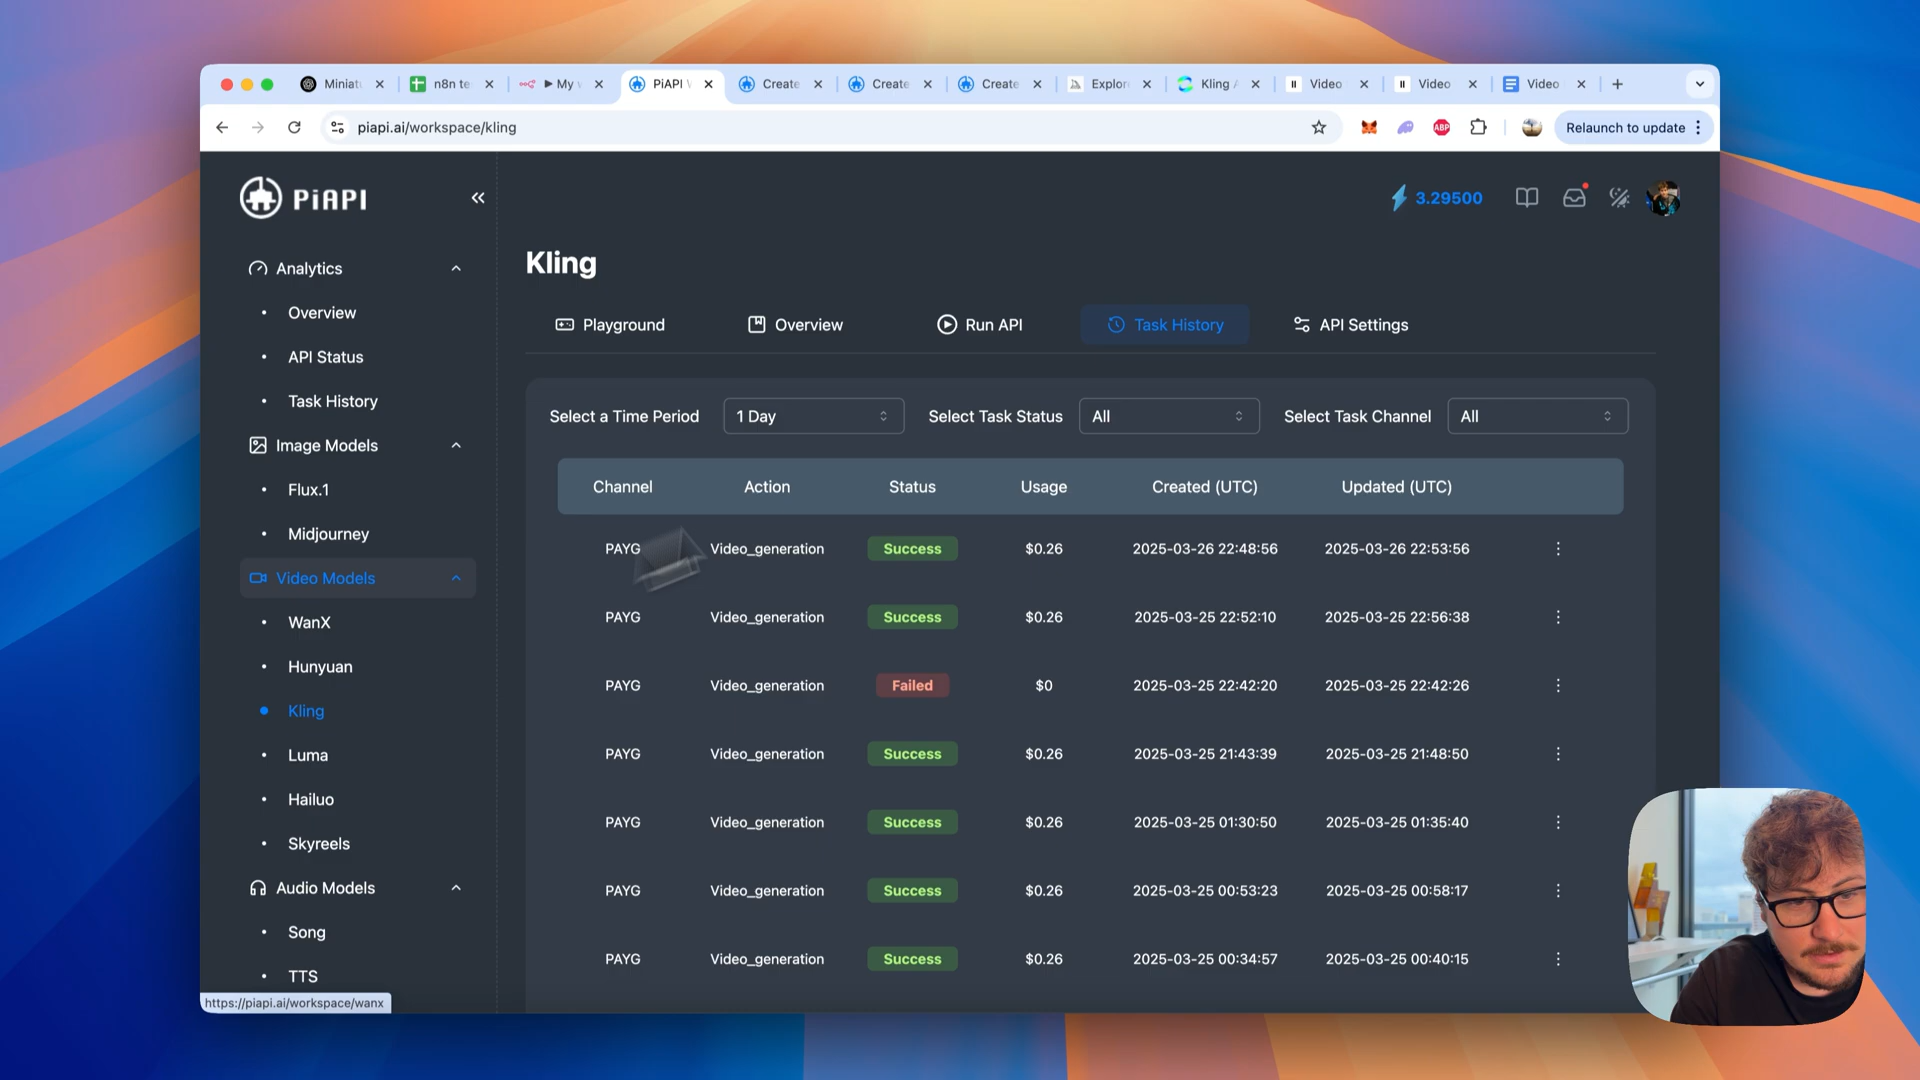 Miniat
n8n te
My
PiAPI
Create
Create
Create
Explor
Kling
Video
Video
Video
piapi.ai/workspace/kling
ABP
Relaunch to update
PiAPI
3.29500
Analytics
Overview
API Status
Task History
Image Models
Flux.1
Midjourney
Video Models
WanX
Hunyuan
Kling
Luma
Hailuo
Skyreels
Audio Models
Song
TTS
https://piapi.ai/workspace/wanx
Kling
Playground Overview Run API Task History API Settings
Select a Time Period 1 Day Select Task Status All Select Task Channel All
Channel Action Status Usage Created (UTC) Updated (UTC)
PAYG Video_generation Success $0.26 2025-03-26 22:48:56 2025-03-26 22:53:56
PAYG Video_generation Success $0.26 2025-03-25 22:52:10 2025-03-25 22:56:38
PAYG Video_generation Failed $0 2025-03-25 22:42:20 2025-03-25 22:42:26
PAYG Video_generation Success $0.26 2025-03-25 21:43:39 2025-03-25 21:48:50
PAYG Video_generation Success $0.26 2025-03-25 01:30:50 2025-03-25 01:35:40
PAYG Video_generation Success $0.26 2025-03-25 00:53:23 2025-03-25 00:58:17
PAYG Video_generation Success $0.26 2025-03-25 00:34:57 2025-03-25 00:40:15